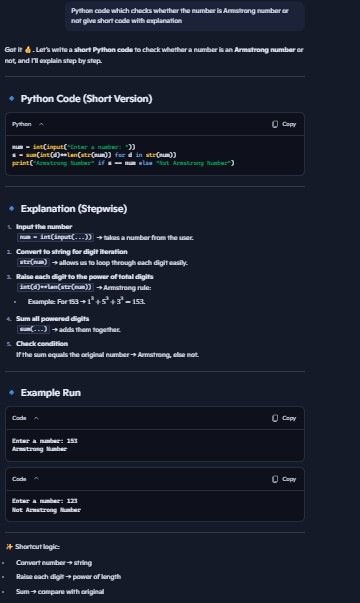 Python code which checks whether the number is Armstrong number or
not give short code with explanation
Got it 👍. Let's write a short Python code to check whether a number is an Armstrong number or
not, and I'll explain step by step.
🔹 Python Code (Short Version)
Python Copy
num = int(input("Enter a number: "))
s = sum(int(d)**len(str(num)) for d in str(num))
print("Armstrong Number" if s == num else "Not Armstrong Number")
🔹 Explanation (Stepwise)
1. Input the number
num = int(input(...)) → takes a number from the user.
2. Convert to string for digit iteration
str(num) → allows us to loop through each digit easily.
3. Raise each digit to the power of total digits
int(d)**len(str(num)) → Armstrong rule:
• Example: For 153 → 1³ + 5³ + 3³ = 153.
4. Sum all powered digits
sum(...) → adds them together.
5. Check condition
If the sum equals the original number → Armstrong, else not.
🔹 Example Run
Code Copy
Enter a number: 153
Armstrong Number
Code Copy
Enter a number: 123
Not Armstrong Number
✨ Shortcut logic:
• Convert number → string
• Raise each digit → power of length
• Sum → compare with original